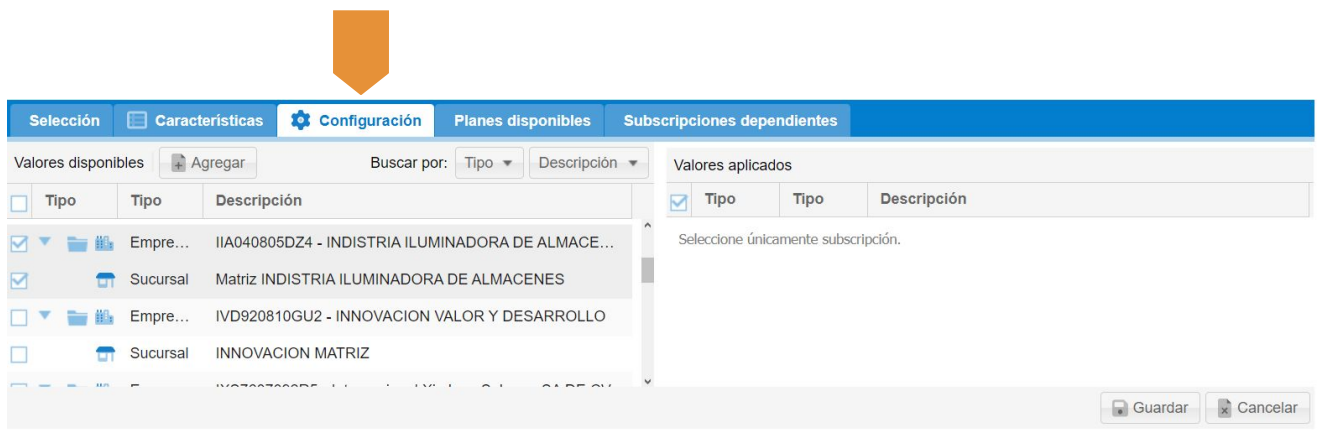 Selección Características Configuración Planes disponibles Subscripciones dependientes
Valores disponibles Agregar Buscar por: Tipo Descripción Valores aplicados
Tipo Tipo Descripción Tipo Tipo Descripción
Empre... IIA040805DZ4 - INDISTRIA ILUMINADORA DE ALMACE... Seleccione únicamente subscripción.
Sucursal Matriz INDISTRIA ILUMINADORA DE ALMACENES
Empre... IVD920810GU2 - INNOVACION VALOR Y DESARROLLO
Sucursal INNOVACION MATRIZ
Guardar Cancelar